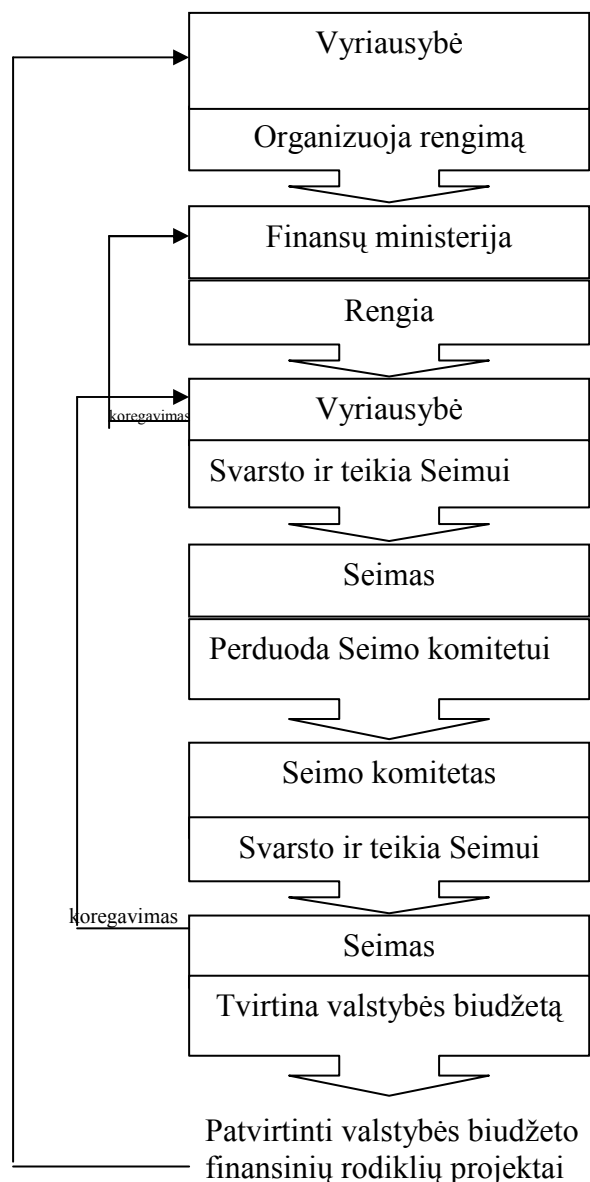 Vyriausybė
Organizuoja rengimą
Finansų ministerija
Rengia
Vyriausybė
koregavimas
Svarsto ir teikia Seimui
Seimas
Perduoda Seimo komitetui
Seimo komitetas
Svarsto ir teikia Seimui
koregavimas
Seimas
Tvirtina valstybės biudžetą
Patvirtinti valstybės biudžeto
finansinių rodiklių projektai